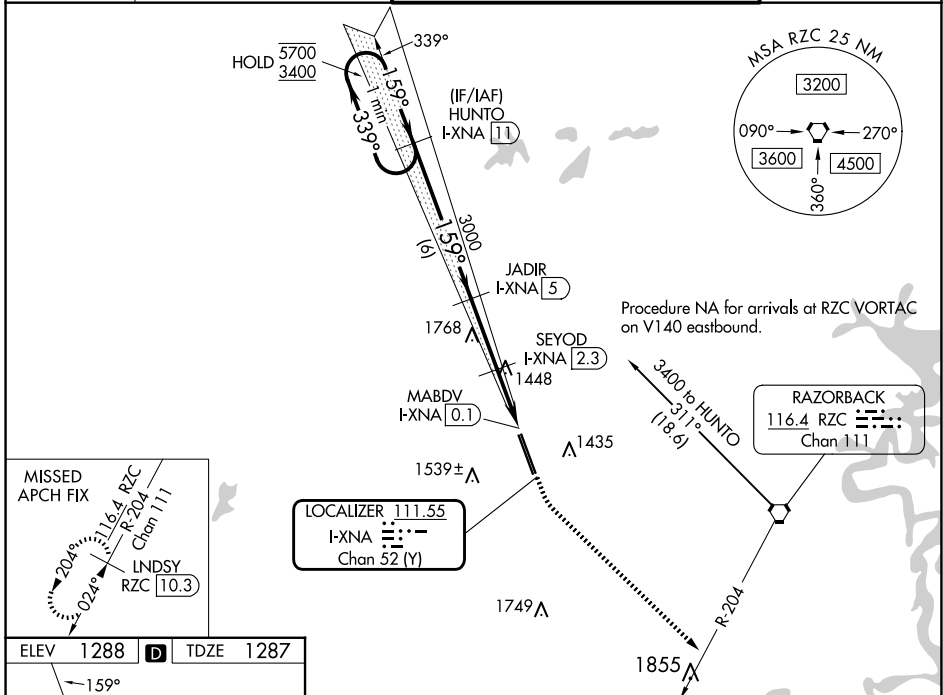 HOLD 5700
3400
339°
159°
1 min
339°
(IF/IAF)
HUNTO
I-XNA 11
MSA RZC 25 NM
3200
090°
270°
3600
4500
360°
3000
159°
(6)
JADIR
I-XNA 5
1768
SEYOD
I-XNA 2.3
1448
MABDV
I-XNA 0.1
1435
1539±
Procedure NA for arrivals at RZC VORTAC
on V140 eastbound.
3400 to HUNTO
311°
(18.6)
RAZORBACK
116.4 RZC
Chan 111
LOCALIZER 111.55
I-XNA
Chan 52 (Y)
MISSED
APCH FIX
116.4 RZC
R-204
Chan 111
204°
024°
LNDSY
RZC 10.3
1749
R-204
1855
ELEV 1288 D TDZE 1287
159°